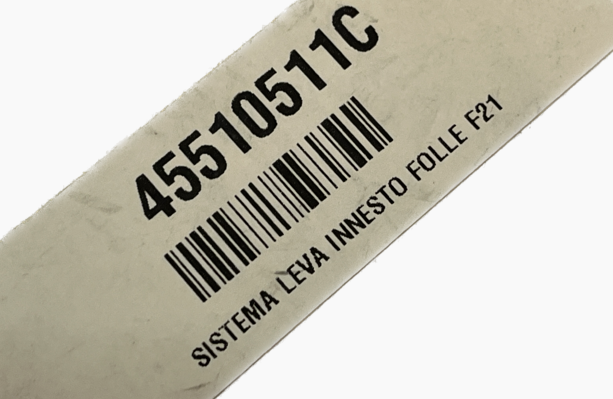 45510511C
SISTEMA LEVA INNESTO FOLLE F21